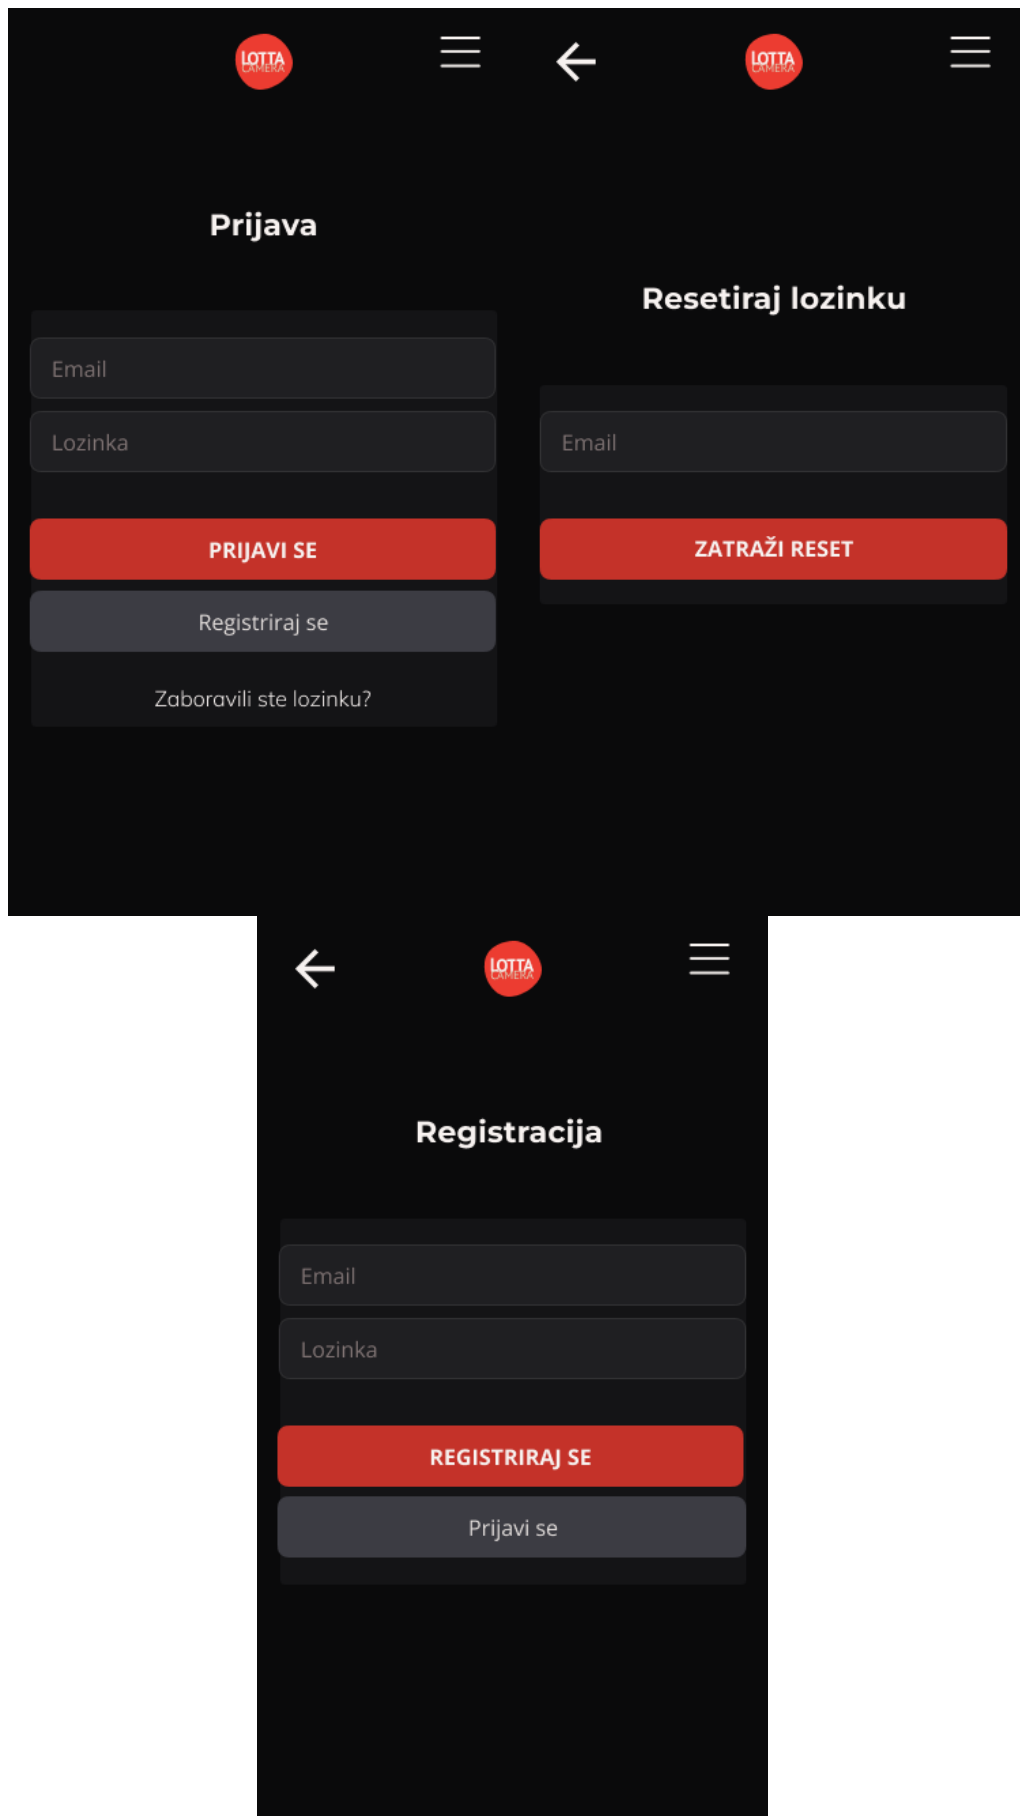 LOTTA
CAMERA
Prijava
Email
Lozinka
PRIJAVI SE
Registriraj se
Zaboravili ste lozinku?
LOTTA
CAMERA
Resetiraj lozinku
Email
ZATRAŽI RESET
LOTTA
CAMERA
Registracija
Email
Lozinka
REGISTRIRAJ SE
Prijavi se